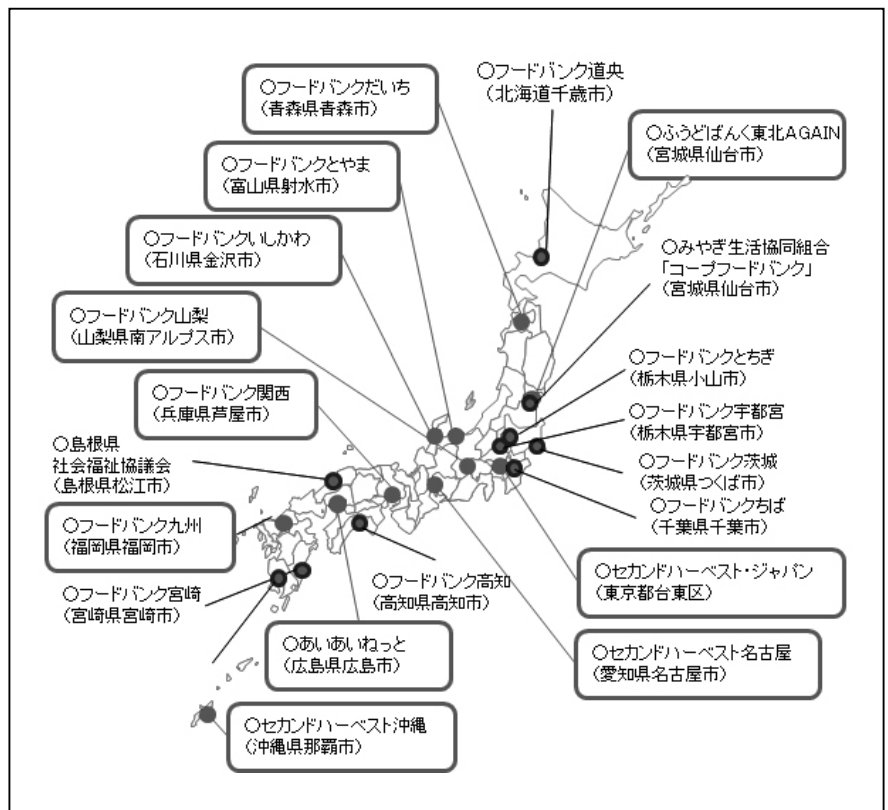 ○フードバンクだいち
(青森県青森市)
○フードバンク道央
(北海道千歳市)
○ふうどばんく東北AGAIN
(宮城県仙台市)
○フードバンクとやま
(富山県射水市)
○フードバンクいしかわ
(石川県金沢市)
○みやぎ生活協同組合
「コープフードバンク」
(宮城県仙台市)
○フードバンク山梨
(山梨県南アルプス市)
○フードバンクとちぎ
(栃木県小山市)
○フードバンク関西
(兵庫県芦屋市)
○フードバンク宇都宮
(栃木県宇都宮市)
○島根県
社会福祉協議会
(島根県松江市)
○フードバンク茨城
(茨城県つくば市)
○フードバンクちば
(千葉県千葉市)
○フードバンク九州
(福岡県福岡市)
○セカンドハーベスト・ジャパン
(東京都台東区)
○フードバンク宮崎
(宮崎県宮崎市)
○フードバンク高知
(高知県高知市)
○あいあいねっと
(広島県広島市)
○セカンドハーベスト名古屋
(愛知県名古屋市)
○セカンドハーベスト沖縄
(沖縄県那覇市)